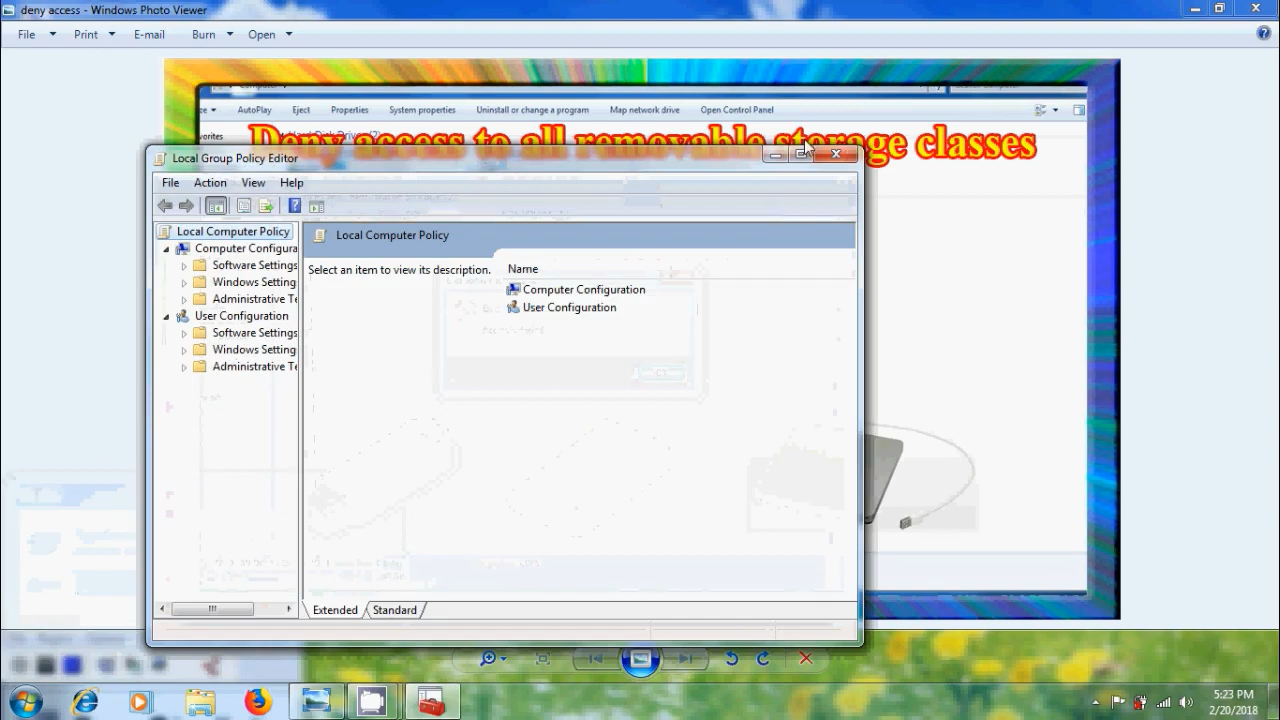 deny access - Windows Photo Viewer
File Print E-mail Burn Open
AutoPlay Eject Properties System properties Uninstall or change a program Map network drive Open Control Panel
Deny access to all removable storage classes
Local Group Policy Editor
File Action View Help
Local Computer Policy
Computer Configura
Software Settings
Windows Setting
Administrative Te
User Configuration
Software Settings
Windows Setting
Administrative Te
Local Computer Policy
Select an item to view its description.
Name
Computer Configuration
User Configuration
Extended Standard
5:23 PM
2/20/2018